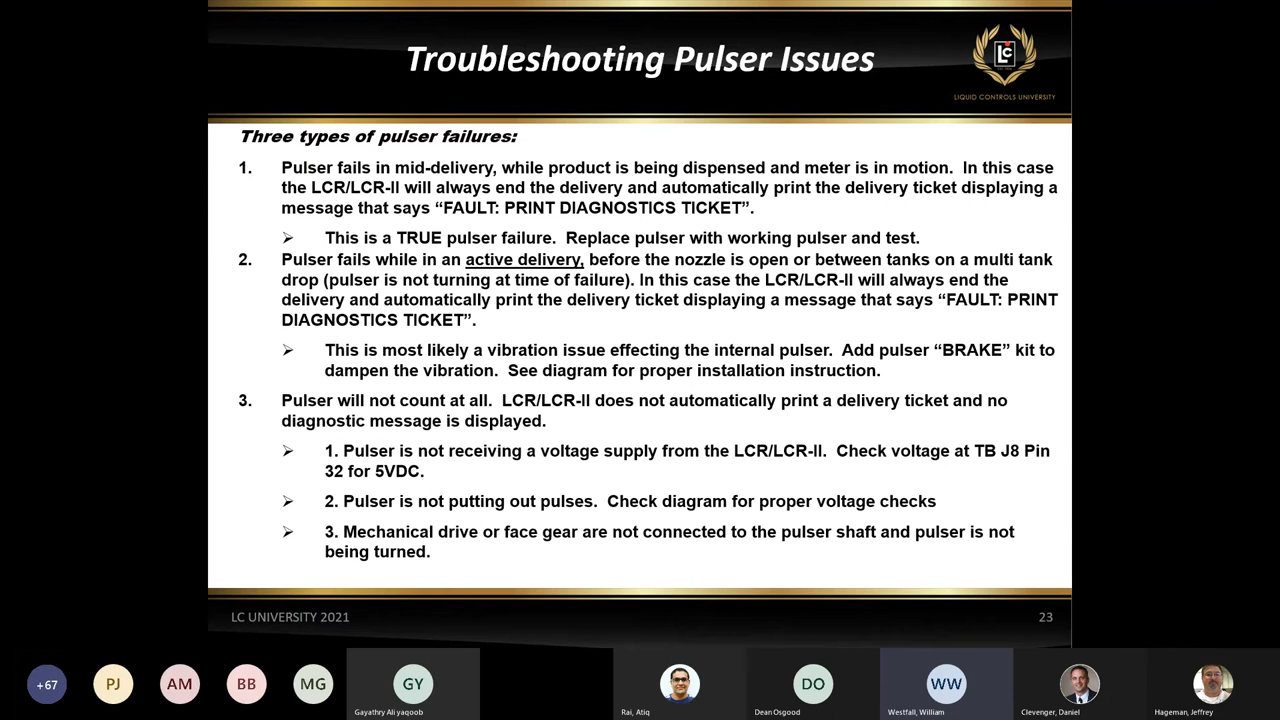 Troubleshooting Pulser Issues
LC
LIQUID CONTROLS UNIVERSITY
Three types of pulser failures:
1. Pulser fails in mid-delivery, while product is being dispensed and meter is in motion. In this case
the LCR/LCR-II will always end the delivery and automatically print the delivery ticket displaying a
message that says “FAULT: PRINT DIAGNOSTICS TICKET”.
➢ This is a TRUE pulser failure. Replace pulser with working pulser and test.
2. Pulser fails while in an active delivery, before the nozzle is open or between tanks on a multi tank
drop (pulser is not turning at time of failure). In this case the LCR/LCR-II will always end the
delivery and automatically print the delivery ticket displaying a message that says “FAULT: PRINT
DIAGNOSTICS TICKET”.
➢ This is most likely a vibration issue effecting the internal pulser. Add pulser “BRAKE” kit to
dampen the vibration. See diagram for proper installation instruction.
3. Pulser will not count at all. LCR/LCR-II does not automatically print a delivery ticket and no
diagnostic message is displayed.
➢ 1. Pulser is not receiving a voltage supply from the LCR/LCR-II. Check voltage at TB J8 Pin
32 for 5VDC.
➢ 2. Pulser is not putting out pulses. Check diagram for proper voltage checks
➢ 3. Mechanical drive or face gear are not connected to the pulser shaft and pulser is not
being turned.
LC UNIVERSITY 2021
23
+67
PJ
AM
BB
MG
GY
DO
WW
Gayathry Ali yaqoob
Rai, Atiq
Dean Osgood
Westfall, William
Clevenger, Daniel
Hageman, Jeffrey